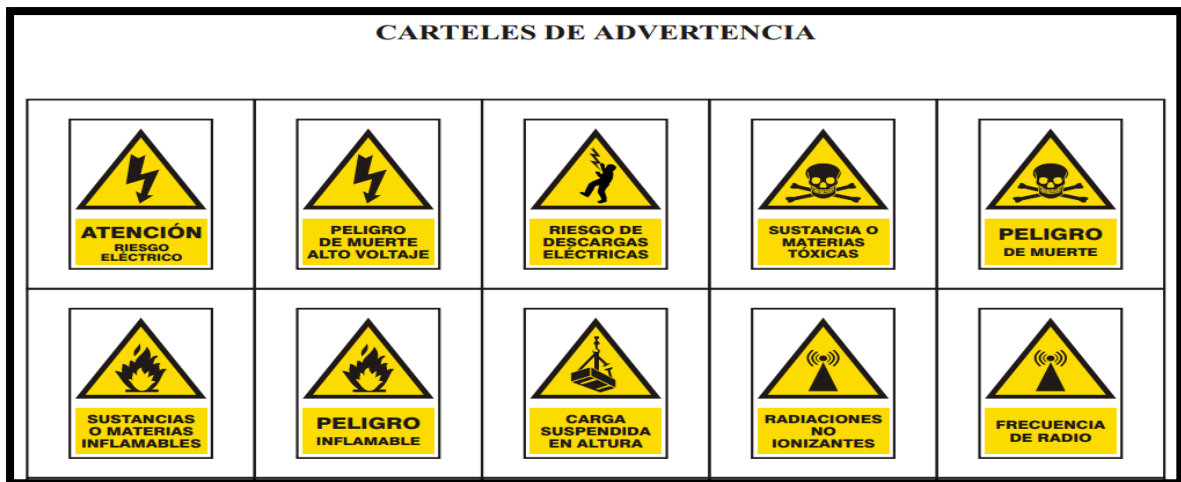 CARTELES DE ADVERTENCIA
ATENCIÓN
RIESGO
ELÉCTRICO
PELIGRO
DE MUERTE
ALTO VOLTAJE
RIESGO DE
DESCARGAS
ELÉCTRICAS
SUSTANCIA O
MATERIAS
TÓXICAS
PELIGRO
DE MUERTE
SUSTANCIAS
O MATERIAS
INFLAMABLES
PELIGRO
INFLAMABLE
CARGA
SUSPENDIDA
EN ALTURA
RADIACIONES
NO
IONIZANTES
FRECUENCIA
DE RADIO